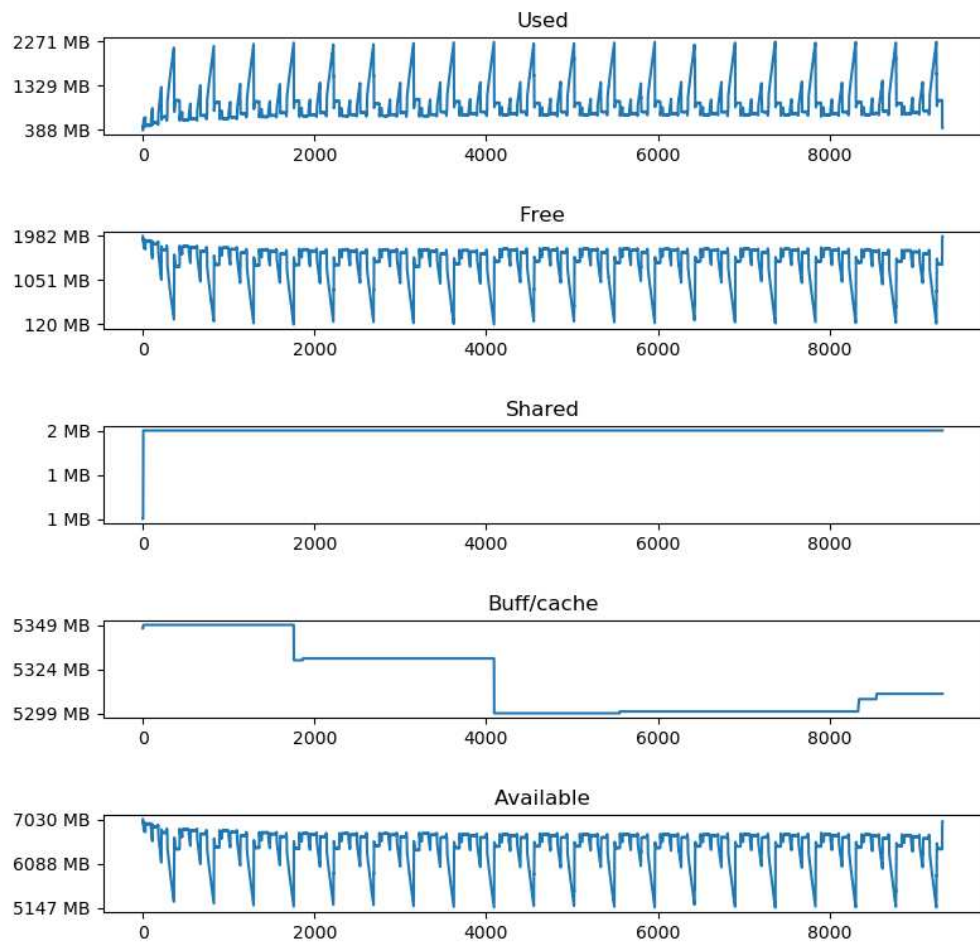 Used
2271 MB
1329 MB
388 MB
0 2000 4000 6000 8000
Free
1982 MB
1051 MB
120 MB
0 2000 4000 6000 8000
Shared
2 MB
1 MB
1 MB
0 2000 4000 6000 8000
Buff/cache
5349 MB
5324 MB
5299 MB
0 2000 4000 6000 8000
Available
7030 MB
6088 MB
5147 MB
0 2000 4000 6000 8000